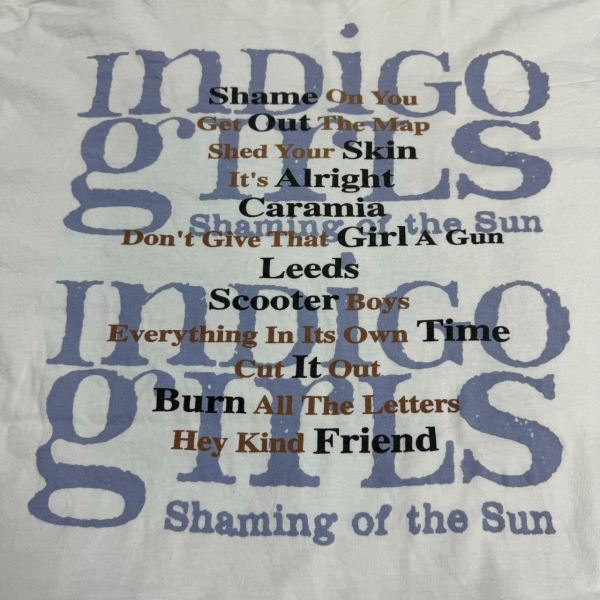 indigo
Shame On You
Get Out The Map
girls
Shed Your Skin
It's Alright
Caramia
Shaming of the Sun
Don't Give That Girl A Gun
Leeds
indigo
Scooter Boys
Everything In Its Own Time
Cut It Out
girls
Burn All The Letters
Hey Kind Friend
Shaming of the Sun